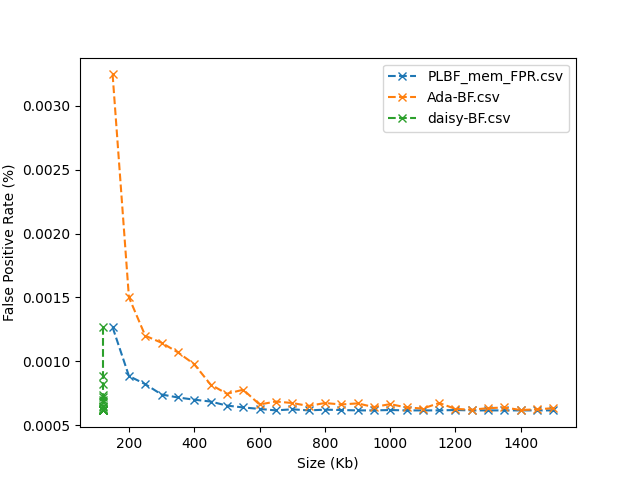 PLBF_mem_FPR.csv
Ada-BF.csv
daisy-BF.csv
False Positive Rate (%)
0.0030
0.0025
0.0020
0.0015
0.0010
0.0005
200 400 600 800 1000 1200 1400
Size (Kb)